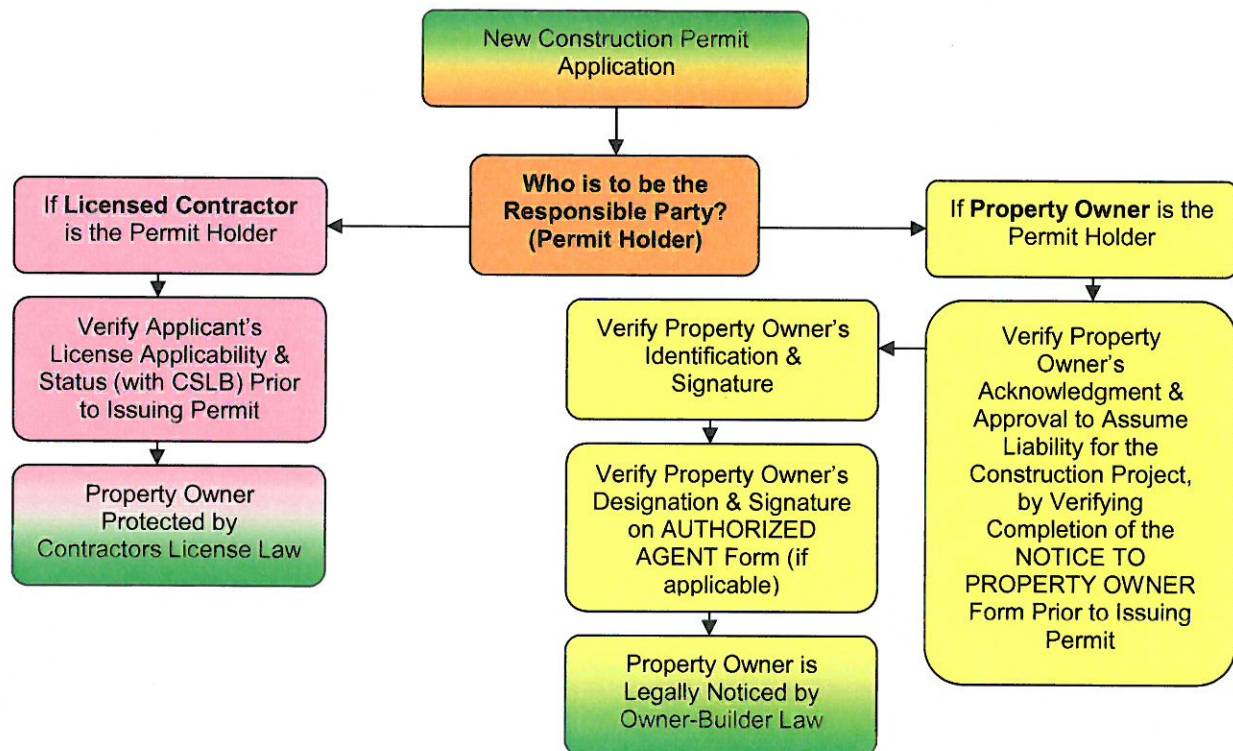 New Construction Permit
Application
Who is to be the
Responsible Party?
(Permit Holder)
If Licensed Contractor
is the Permit Holder
Verify Applicant's
License Applicability &
Status (with CSLB) Prior
to Issuing Permit
Property Owner
Protected by
Contractors License Law
If Property Owner is the
Permit Holder
Verify Property
Owner's
Acknowledgment &
Approval to Assume
Liability for the
Construction Project,
by Verifying
Completion of the
NOTICE TO
PROPERTY OWNER
Form Prior to Issuing
Permit
Verify Property Owner's
Identification &
Signature
Verify Property Owner's
Designation & Signature
on AUTHORIZED
AGENT Form (if
applicable)
Property Owner is
Legally Noticed by
Owner-Builder Law